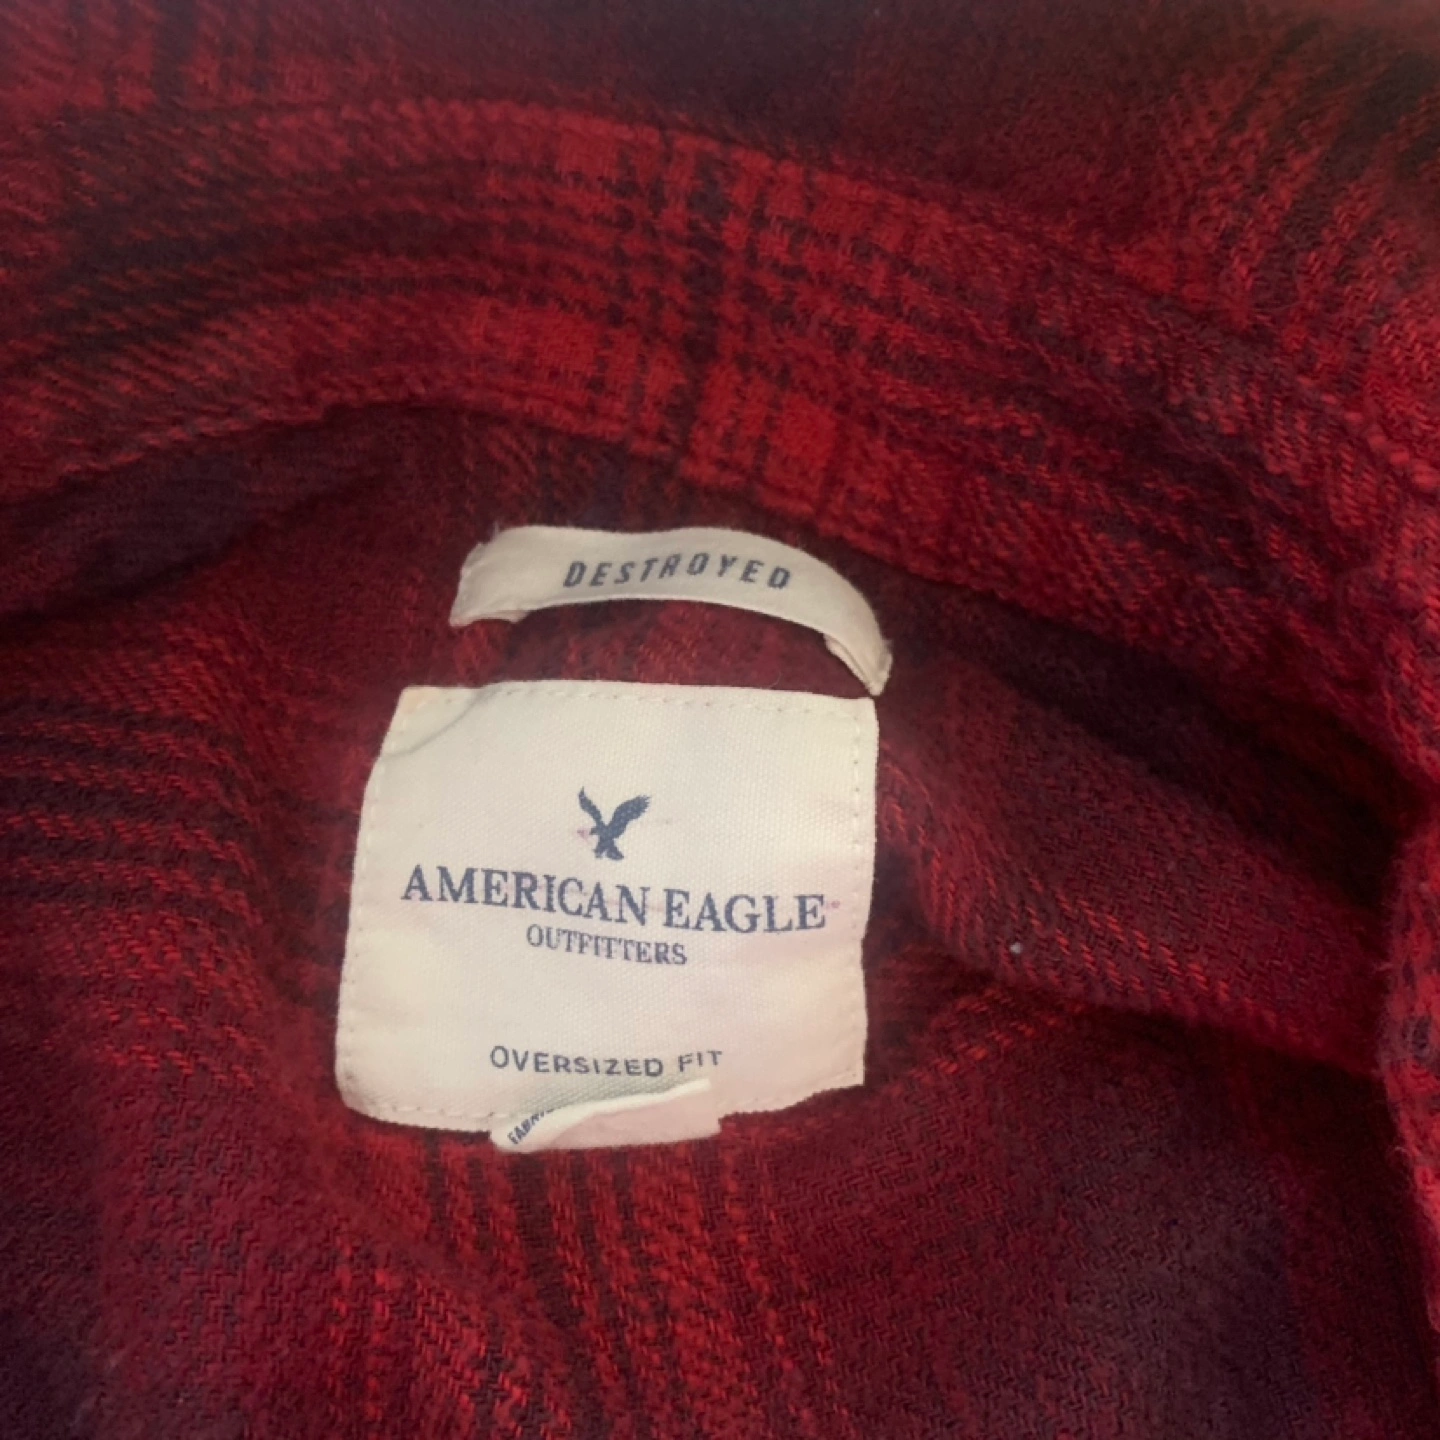 DESTROYED
AMERICAN EAGLE
OUTFITTERS
OVERSIZED FIT